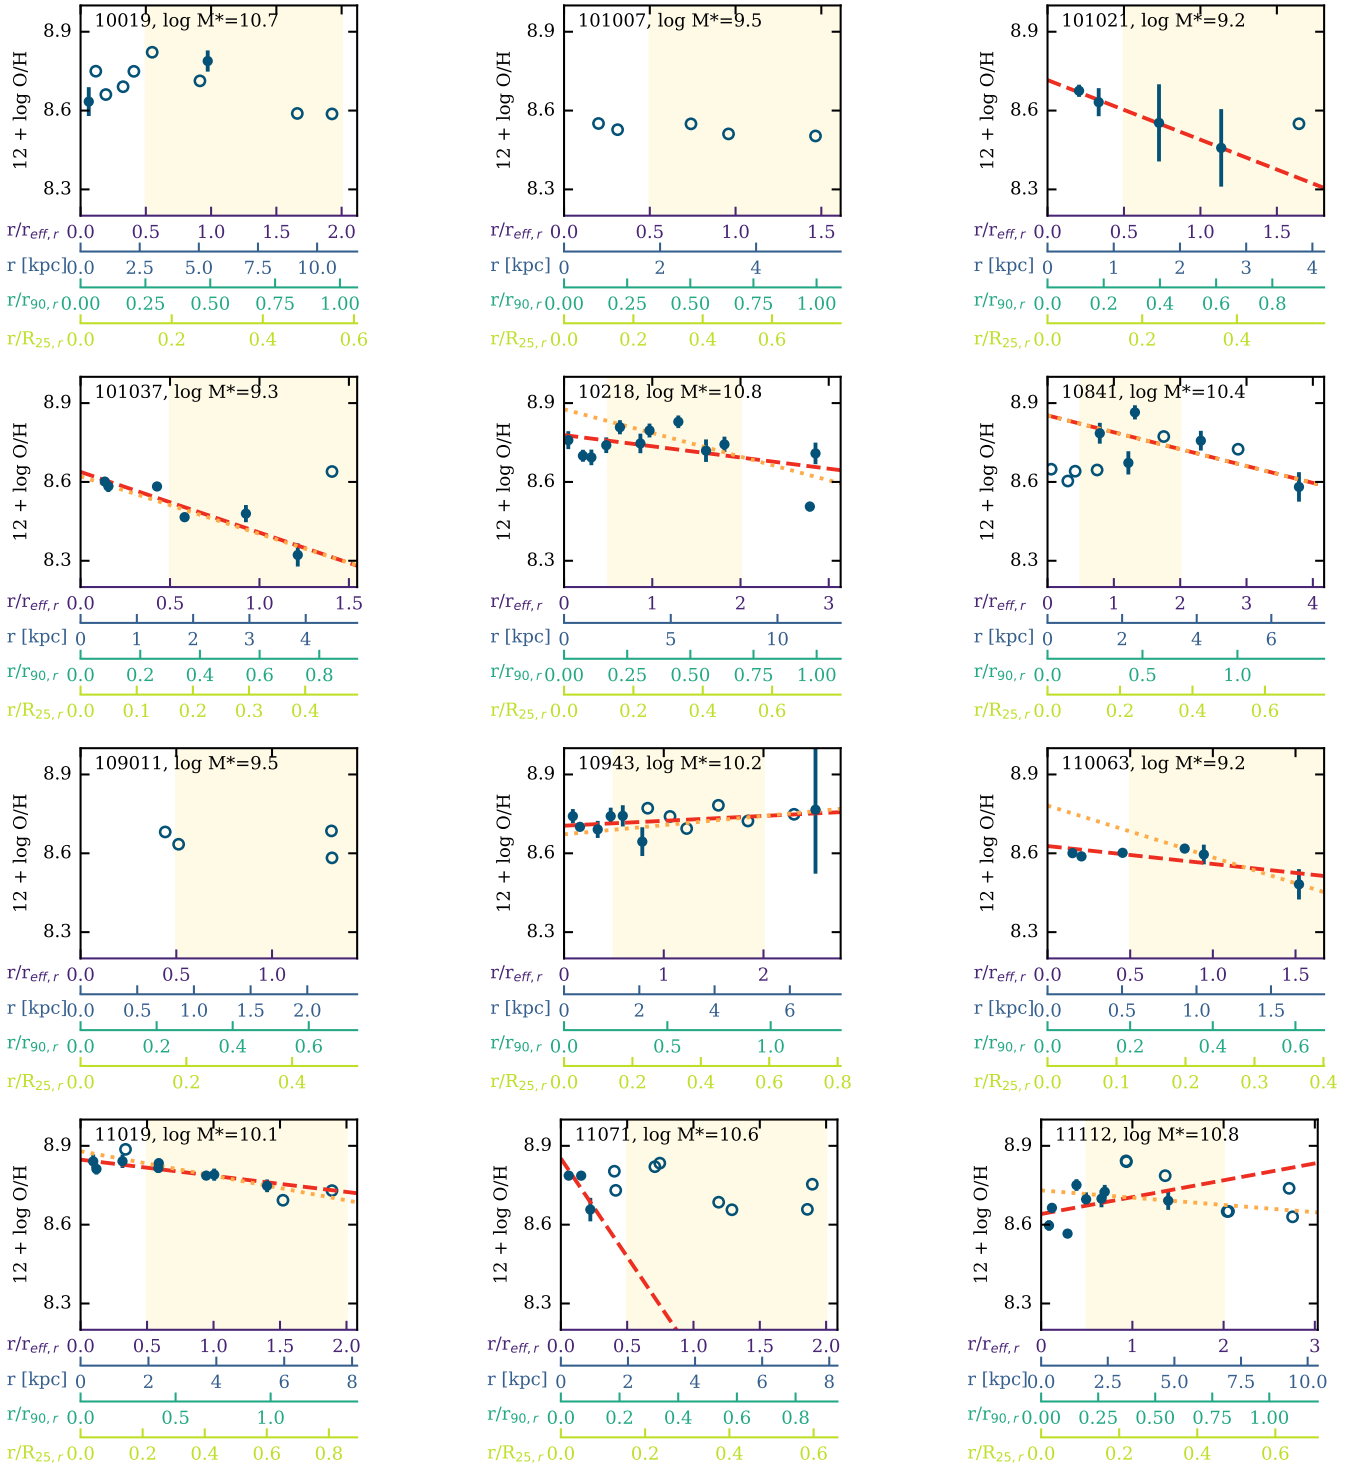 10019, log M*=10.7
12 + log O/H
8.9
8.6
8.3
r/r_eff,r 0.0 0.5 1.0 1.5 2.0
r [kpc] 0.0 2.5 5.0 7.5 10.0
r/r_90,r 0.00 0.25 0.50 0.75 1.00
r/R_25,r 0.0 0.2 0.4 0.6
101007, log M*=9.5
12 + log O/H
8.9
8.6
8.3
r/r_eff,r 0.0 0.5 1.0 1.5
r [kpc] 0 2 4
r/r_90,r 0.00 0.25 0.50 0.75 1.00
r/R_25,r 0.0 0.2 0.4 0.6
101021, log M*=9.2
12 + log O/H
8.9
8.6
8.3
r/r_eff,r 0.0 0.5 1.0 1.5
r [kpc] 0 1 2 3 4
r/r_90,r 0.0 0.2 0.4 0.6 0.8
r/R_25,r 0.0 0.2 0.4
101037, log M*=9.3
12 + log O/H
8.9
8.6
8.3
r/r_eff,r 0.0 0.5 1.0 1.5
r [kpc] 0 1 2 3 4
r/r_90,r 0.0 0.2 0.4 0.6 0.8
r/R_25,r 0.0 0.1 0.2 0.3 0.4
10218, log M*=10.8
12 + log O/H
8.9
8.6
8.3
r/r_eff,r 0 1 2 3
r [kpc] 0 5 10
r/r_90,r 0.00 0.25 0.50 0.75 1.00
r/R_25,r 0.0 0.2 0.4 0.6
10841, log M*=10.4
12 + log O/H
8.9
8.6
8.3
r/r_eff,r 0 1 2 3 4
r [kpc] 0 2 4 6
r/r_90,r 0.0 0.5 1.0
r/R_25,r 0.0 0.2 0.4 0.6
109011, log M*=9.5
12 + log O/H
8.9
8.6
8.3
r/r_eff,r 0.0 0.5 1.0
r [kpc] 0.0 0.5 1.0 1.5 2.0
r/r_90,r 0.0 0.2 0.4 0.6
r/R_25,r 0.0 0.2 0.4
10943, log M*=10.2
12 + log O/H
8.9
8.6
8.3
r/r_eff,r 0 1 2
r [kpc] 0 2 4 6
r/r_90,r 0.0 0.5 1.0
r/R_25,r 0.0 0.2 0.4 0.6 0.8
110063, log M*=9.2
12 + log O/H
8.9
8.6
8.3
r/r_eff,r 0.0 0.5 1.0 1.5
r [kpc] 0.0 0.5 1.0 1.5
r/r_90,r 0.0 0.2 0.4 0.6
r/R_25,r 0.0 0.1 0.2 0.3 0.4
11019, log M*=10.1
12 + log O/H
8.9
8.6
8.3
r/r_eff,r 0.0 0.5 1.0 1.5 2.0
r [kpc] 0 2 4 6 8
r/r_90,r 0.0 0.5 1.0
r/R_25,r 0.0 0.2 0.4 0.6 0.8
11071, log M*=10.6
12 + log O/H
8.9
8.6
8.3
r/r_eff,r 0.0 0.5 1.0 1.5 2.0
r [kpc] 0 2 4 6 8
r/r_90,r 0.0 0.2 0.4 0.6 0.8
r/R_25,r 0.0 0.2 0.4 0.6
11112, log M*=10.8
12 + log O/H
8.9
8.6
8.3
r/r_eff,r 0 1 2 3
r [kpc] 0.0 2.5 5.0 7.5 10.0
r/r_90,r 0.00 0.25 0.50 0.75 1.00
r/R_25,r 0.0 0.2 0.4 0.6